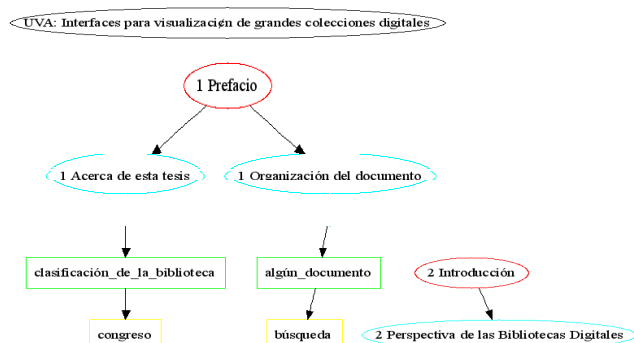 UVA: Interfaces para visualización de grandes colecciones digitales
1 Prefacio
1 Acerca de esta tesis
1 Organización del documento
clasificación_de_la_biblioteca
algún_documento
2 Introducción
congreso
búsqueda
2 Perspectiva de las Bibliotecas Digitales